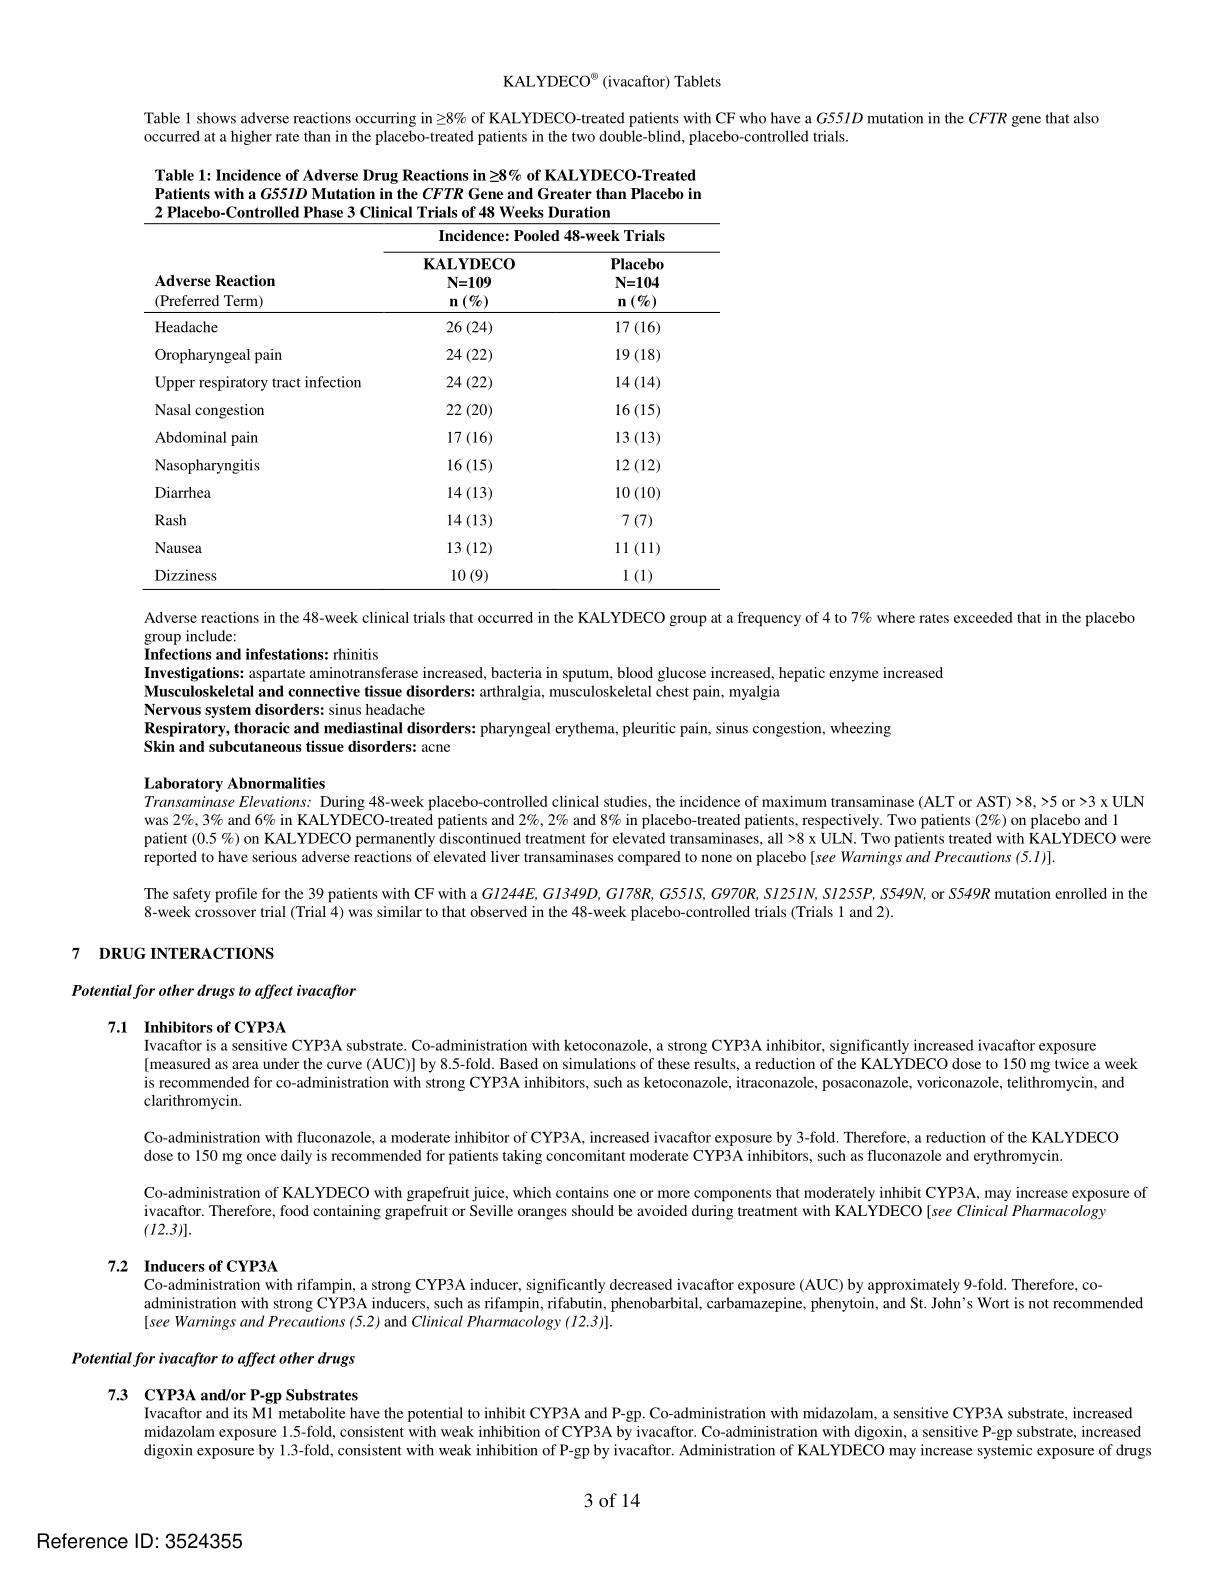 KALYDECO® (ivacaftor) Tablets
Table 1 shows adverse reactions occurring in ≥8% of KALYDECO-treated patients with CF who have a G551D mutation in the CFTR gene that also
occurred at a higher rate than in the placebo-treated patients in the two double-blind, placebo-controlled trials.
Table 1: Incidence of Adverse Drug Reactions in ≥8% of KALYDECO-Treated
Patients with a G551D Mutation in the CFTR Gene and Greater than Placebo in
2 Placebo-Controlled Phase 3 Clinical Trials of 48 Weeks Duration
Incidence: Pooled 48-week Trials
KALYDECO Placebo
Adverse Reaction N=109 N=104
(Preferred Term) n (%) n (%)
Headache 26 (24) 17 (16)
Oropharyngeal pain 24 (22) 19 (18)
Upper respiratory tract infection 24 (22) 14 (14)
Nasal congestion 22 (20) 16 (15)
Abdominal pain 17 (16) 13 (13)
Nasopharyngitis 16 (15) 12 (12)
Diarrhea 14 (13) 10 (10)
Rash 14 (13) 7 (7)
Nausea 13 (12) 11 (11)
Dizziness 10 (9) 1 (1)
Adverse reactions in the 48-week clinical trials that occurred in the KALYDECO group at a frequency of 4 to 7% where rates exceeded that in the placebo
group include:
Infections and infestations: rhinitis
Investigations: aspartate aminotransferase increased, bacteria in sputum, blood glucose increased, hepatic enzyme increased
Musculoskeletal and connective tissue disorders: arthralgia, musculoskeletal chest pain, myalgia
Nervous system disorders: sinus headache
Respiratory, thoracic and mediastinal disorders: pharyngeal erythema, pleuritic pain, sinus congestion, wheezing
Skin and subcutaneous tissue disorders: acne
Laboratory Abnormalities
Transaminase Elevations: During 48-week placebo-controlled clinical studies, the incidence of maximum transaminase (ALT or AST) >8, >5 or >3 x ULN
was 2%, 3% and 6% in KALYDECO-treated patients and 2%, 2% and 8% in placebo-treated patients, respectively. Two patients (2%) on placebo and 1
patient (0.5 %) on KALYDECO permanently discontinued treatment for elevated transaminases, all >8 x ULN. Two patients treated with KALYDECO were
reported to have serious adverse reactions of elevated liver transaminases compared to none on placebo [see Warnings and Precautions (5.1)].
The safety profile for the 39 patients with CF with a G1244E, G1349D, G178R, G551S, G970R, S1251N, S1255P, S549N, or S549R mutation enrolled in the
8-week crossover trial (Trial 4) was similar to that observed in the 48-week placebo-controlled trials (Trials 1 and 2).
7 DRUG INTERACTIONS
Potential for other drugs to affect ivacaftor
7.1 Inhibitors of CYP3A
Ivacaftor is a sensitive CYP3A substrate. Co-administration with ketoconazole, a strong CYP3A inhibitor, significantly increased ivacaftor exposure
[measured as area under the curve (AUC)] by 8.5-fold. Based on simulations of these results, a reduction of the KALYDECO dose to 150 mg twice a week
is recommended for co-administration with strong CYP3A inhibitors, such as ketoconazole, itraconazole, posaconazole, voriconazole, telithromycin, and
clarithromycin.
Co-administration with fluconazole, a moderate inhibitor of CYP3A, increased ivacaftor exposure by 3-fold. Therefore, a reduction of the KALYDECO
dose to 150 mg once daily is recommended for patients taking concomitant moderate CYP3A inhibitors, such as fluconazole and erythromycin.
Co-administration of KALYDECO with grapefruit juice, which contains one or more components that moderately inhibit CYP3A, may increase exposure of
ivacaftor. Therefore, food containing grapefruit or Seville oranges should be avoided during treatment with KALYDECO [see Clinical Pharmacology
(12.3)].
7.2 Inducers of CYP3A
Co-administration with rifampin, a strong CYP3A inducer, significantly decreased ivacaftor exposure (AUC) by approximately 9-fold. Therefore, co-
administration with strong CYP3A inducers, such as rifampin, rifabutin, phenobarbital, carbamazepine, phenytoin, and St. John’s Wort is not recommended
[see Warnings and Precautions (5.2) and Clinical Pharmacology (12.3)].
Potential for ivacaftor to affect other drugs
7.3 CYP3A and/or P-gp Substrates
Ivacaftor and its M1 metabolite have the potential to inhibit CYP3A and P-gp. Co-administration with midazolam, a sensitive CYP3A substrate, increased
midazolam exposure 1.5-fold, consistent with weak inhibition of CYP3A by ivacaftor. Co-administration with digoxin, a sensitive P-gp substrate, increased
digoxin exposure by 1.3-fold, consistent with weak inhibition of P-gp by ivacaftor. Administration of KALYDECO may increase systemic exposure of drugs
3 of 14
Reference ID: 3524355